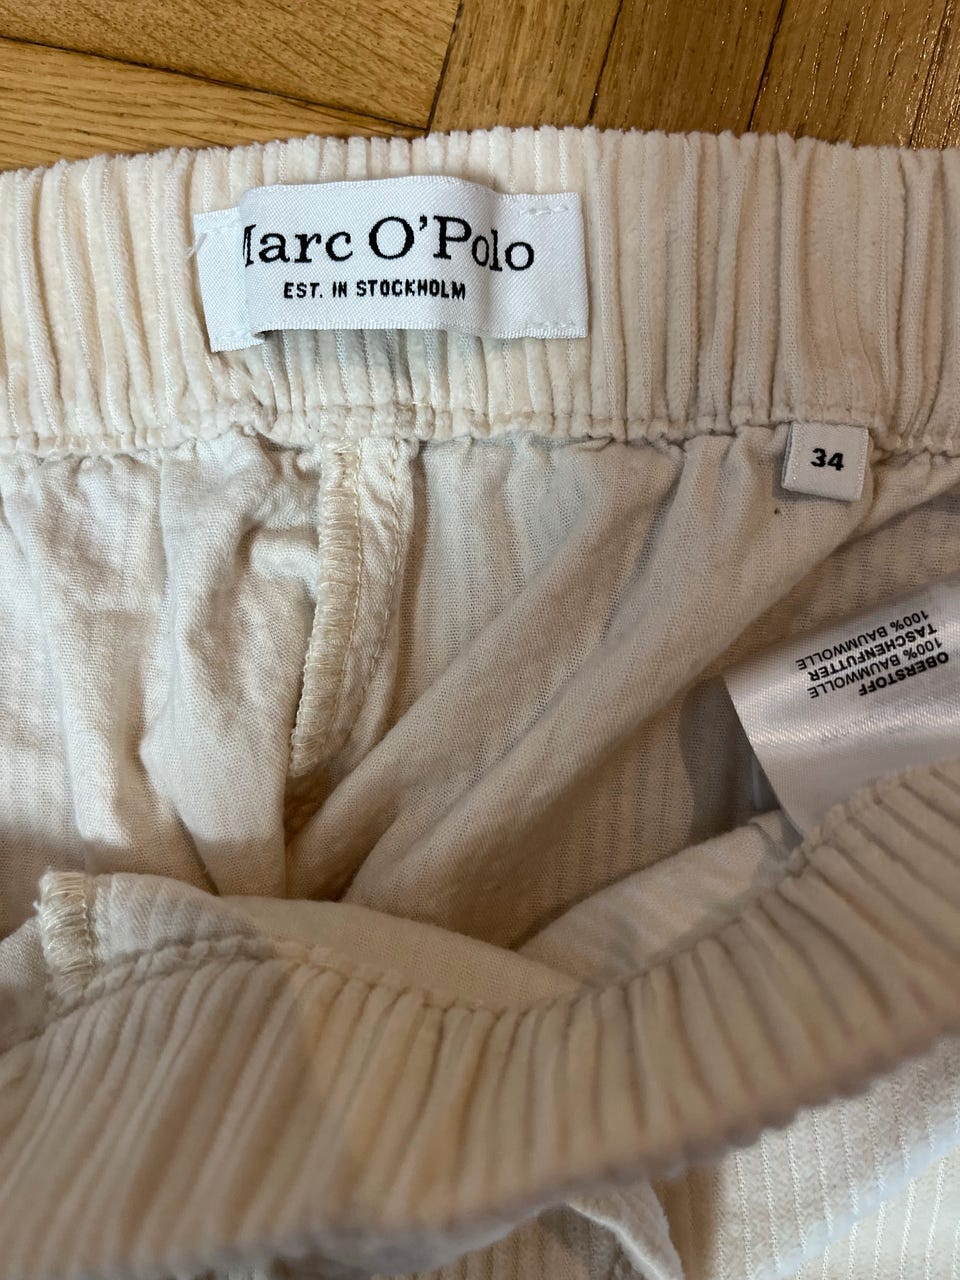 Marc O'Polo
EST. IN STOCKHOLM
34
OBERSTOFF
100% BAUMWOLLE
TASCHENFUTTER
100% BAUMWOLLE